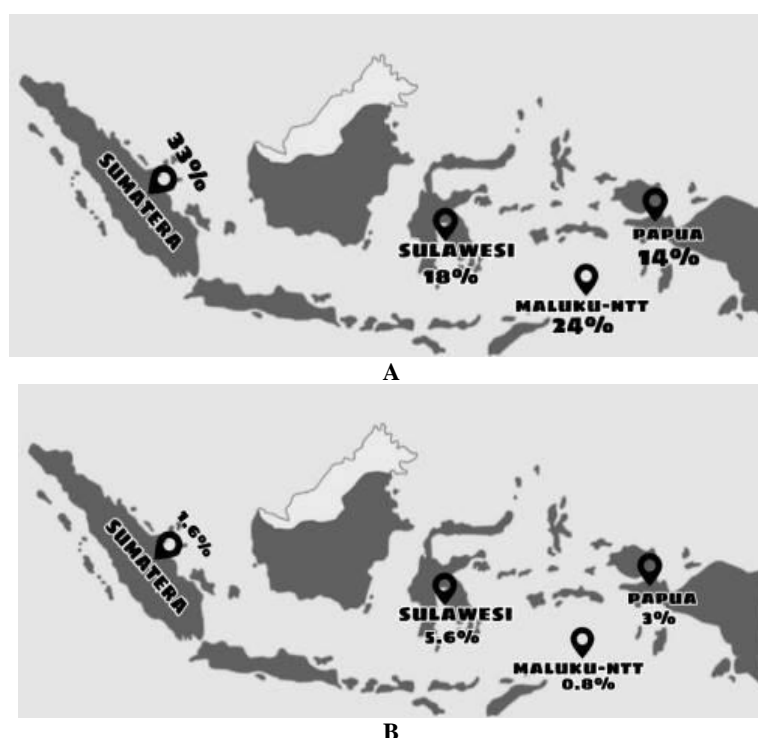 33%
SUMATERA
SULAWESI
18%
PAPUA
14%
MALUKU-NTT
24%
A
1.6%
SUMATERA
SULAWESI
5.6%
PAPUA
3%
MALUKU-NTT
0.8%
B